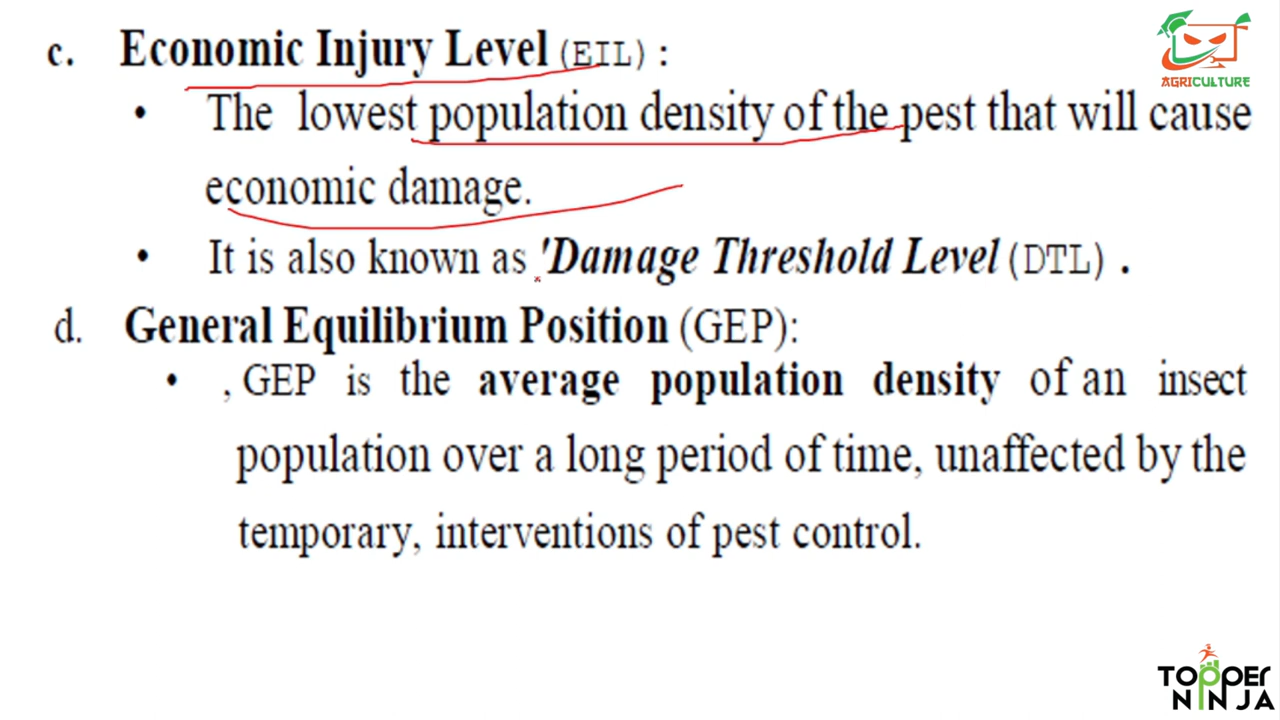 AGRICULTURE
c. Economic Injury Level (EIL) :
• The lowest population density of the pest that will cause
economic damage.
• It is also known as 'Damage Threshold Level (DTL) .
d. General Equilibrium Position (GEP):
• , GEP is the average population density of an insect
population over a long period of time, unaffected by the
temporary, interventions of pest control.
TOPPER
NINJA